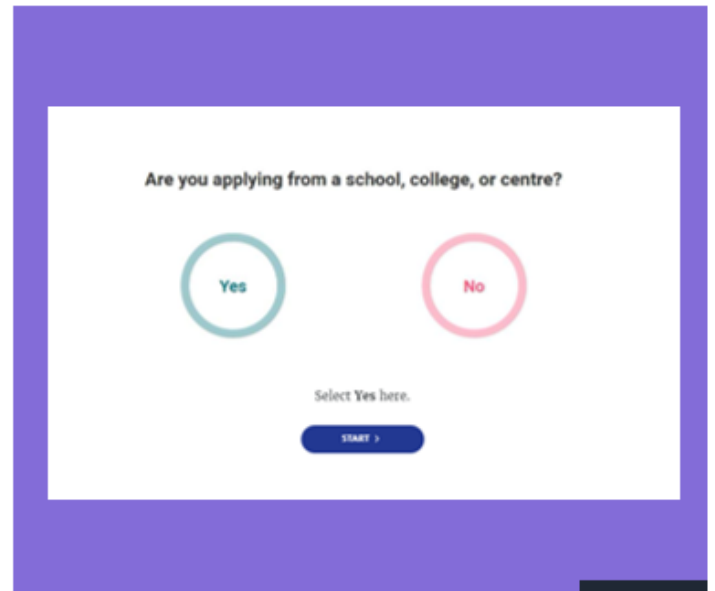 Are you applying from a school, college, or centre?
Yes
No
Select Yes here.
START >